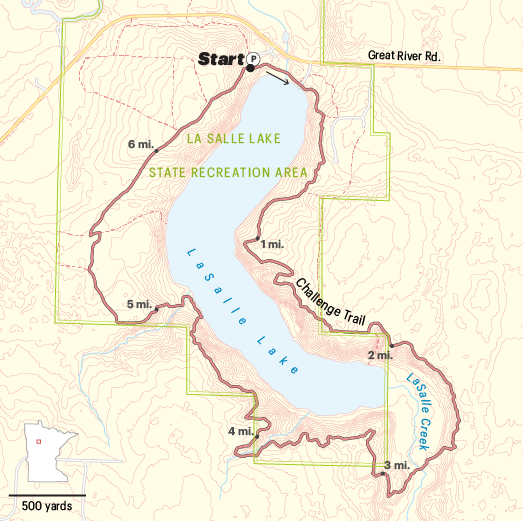 Great River Rd.
Start P
6 mi.
LA SALLE LAKE
STATE RECREATION AREA
1 mi.
LaSalle Lake
Challenge Trail
5 mi.
2 mi.
LaSalle Creek
4 mi.
3 mi.
500 yards